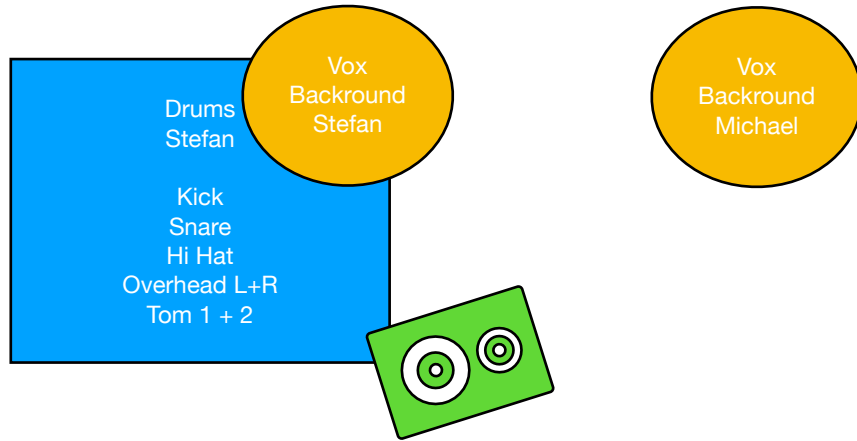 Drums
Stefan
Kick
Snare
Hi Hat
Overhead L+R
Tom 1 + 2
Vox
Backround
Stefan
Vox
Backround
Michael